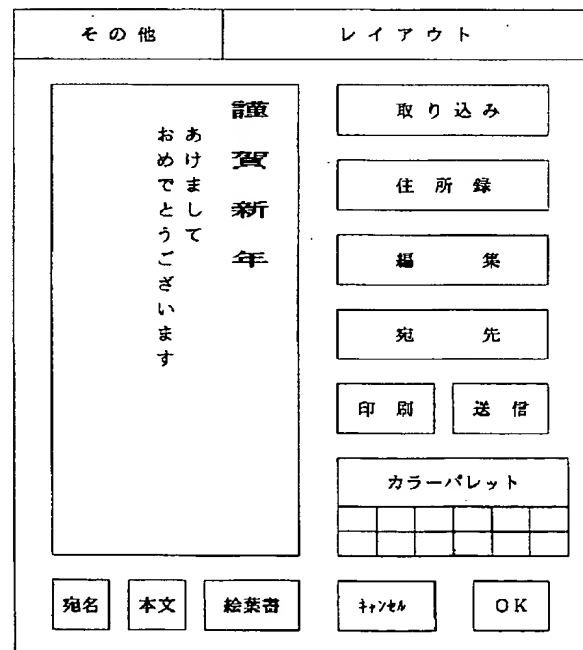 その他
レイアウト
謹賀新年
あけまして
おめでとうございます
取り込み
住所録
編集
宛先
印刷
送信
カラーパレット
宛名
本文
絵葉書
ｷｬﾝｾﾙ
OK